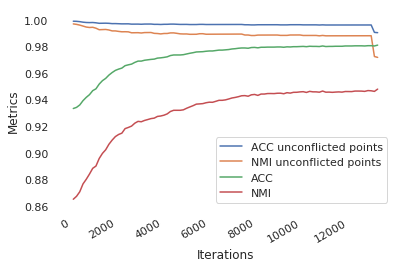 1.00
0.98
0.96
0.94
0.92
0.90
0.88
0.86
Metrics
ACC unconflicted points
NMI unconflicted points
ACC
NMI
0
2000
4000
6000
8000
10000
12000
Iterations